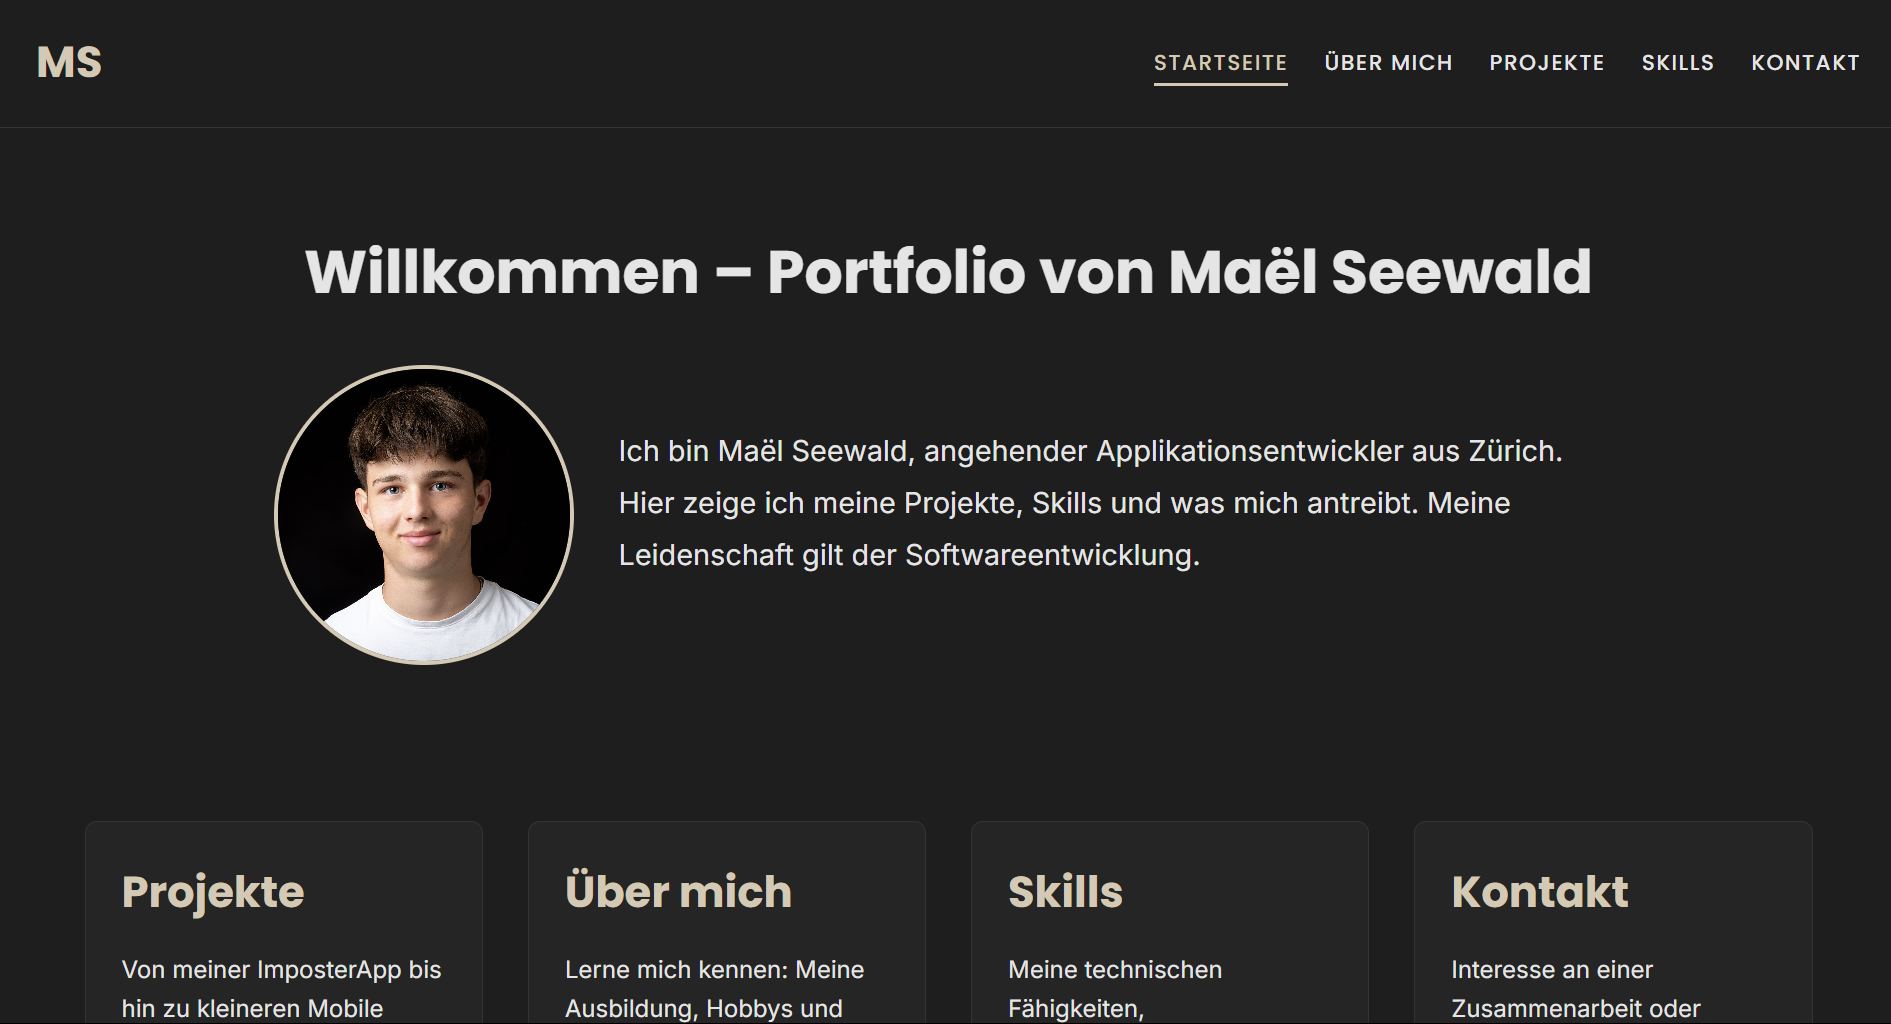 MS
STARTSEITE ÜBER MICH PROJEKTE SKILLS KONTAKT
Willkommen – Portfolio von Maël Seewald
Ich bin Maël Seewald, angehender Applikationsentwickler aus Zürich.
Hier zeige ich meine Projekte, Skills und was mich antreibt. Meine
Leidenschaft gilt der Softwareentwicklung.
Projekte
Von meiner ImposterApp bis
hin zu kleineren Mobile
Über mich
Lerne mich kennen: Meine
Ausbildung, Hobbys und
Skills
Meine technischen
Fähigkeiten,
Kontakt
Interesse an einer
Zusammenarbeit oder